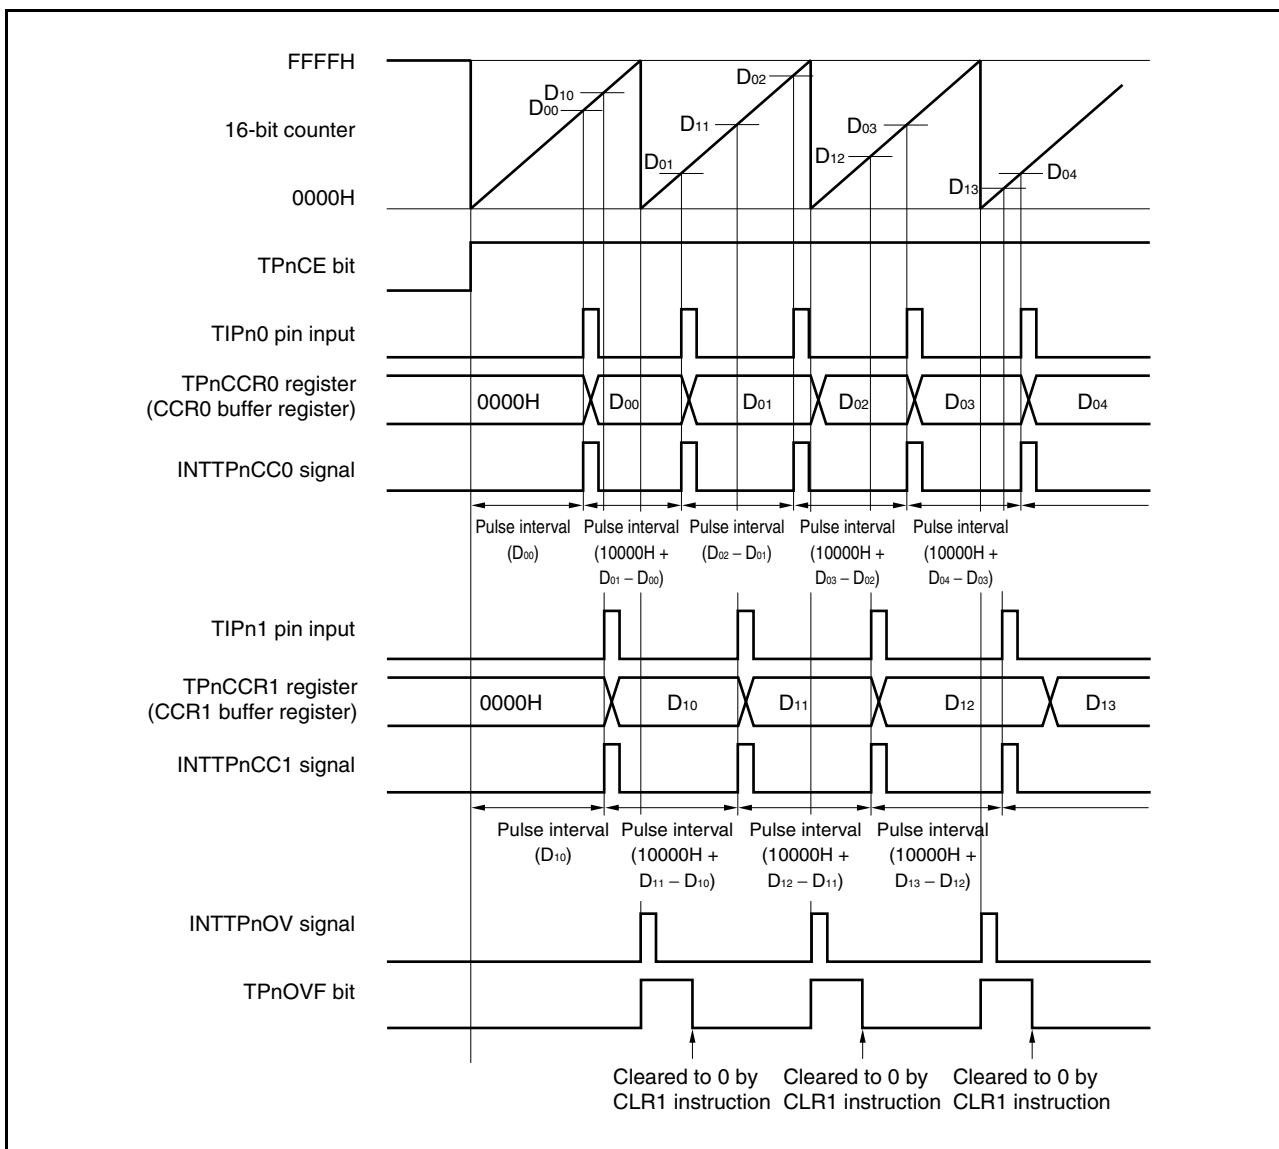 FFFFH
16-bit counter
0000H
D10
D00
D01
D11
D02
D12
D03
D13
D04
TPnCE bit
TIPn0 pin input
TPnCCR0 register
(CCR0 buffer register)
0000H D00 D01 D02 D03 D04
INTTPnCC0 signal
Pulse interval
(D00)
Pulse interval
(10000H +
D01 – D00)
Pulse interval
(D02 – D01)
Pulse interval
(10000H +
D03 – D02)
Pulse interval
(10000H +
D04 – D03)
TIPn1 pin input
TPnCCR1 register
(CCR1 buffer register)
0000H D10 D11 D12 D13
INTTPnCC1 signal
Pulse interval
(D10)
Pulse interval
(10000H +
D11 – D10)
Pulse interval
(10000H +
D12 – D11)
Pulse interval
(10000H +
D13 – D12)
INTTPnOV signal
TPnOVF bit
Cleared to 0 by
CLR1 instruction
Cleared to 0 by
CLR1 instruction
Cleared to 0 by
CLR1 instruction